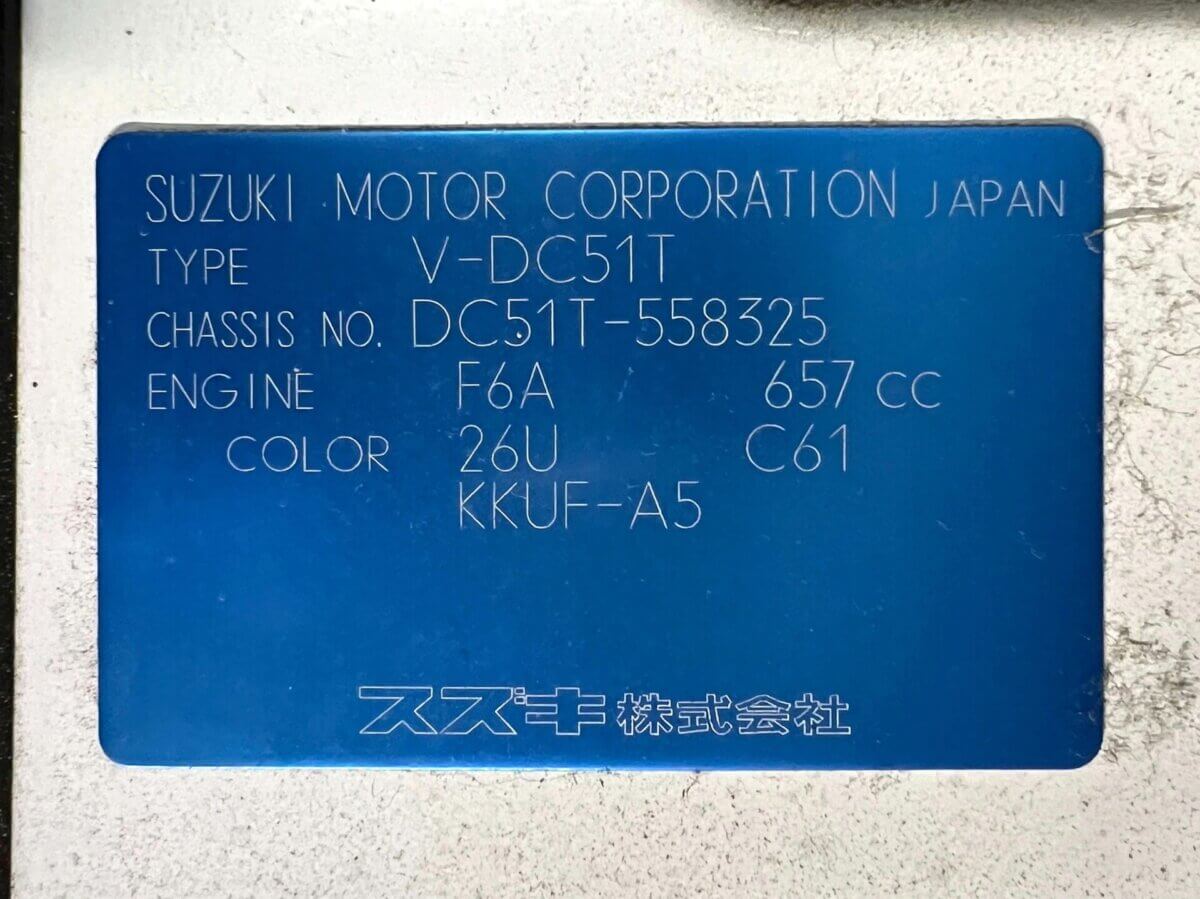 SUZUKI MOTOR CORPORATION JAPAN
TYPE V-DC51T
CHASSIS NO. DC51T-558325
ENGINE F6A 657 CC
COLOR 26U C61
KKUF-A5
スズキ株式会社